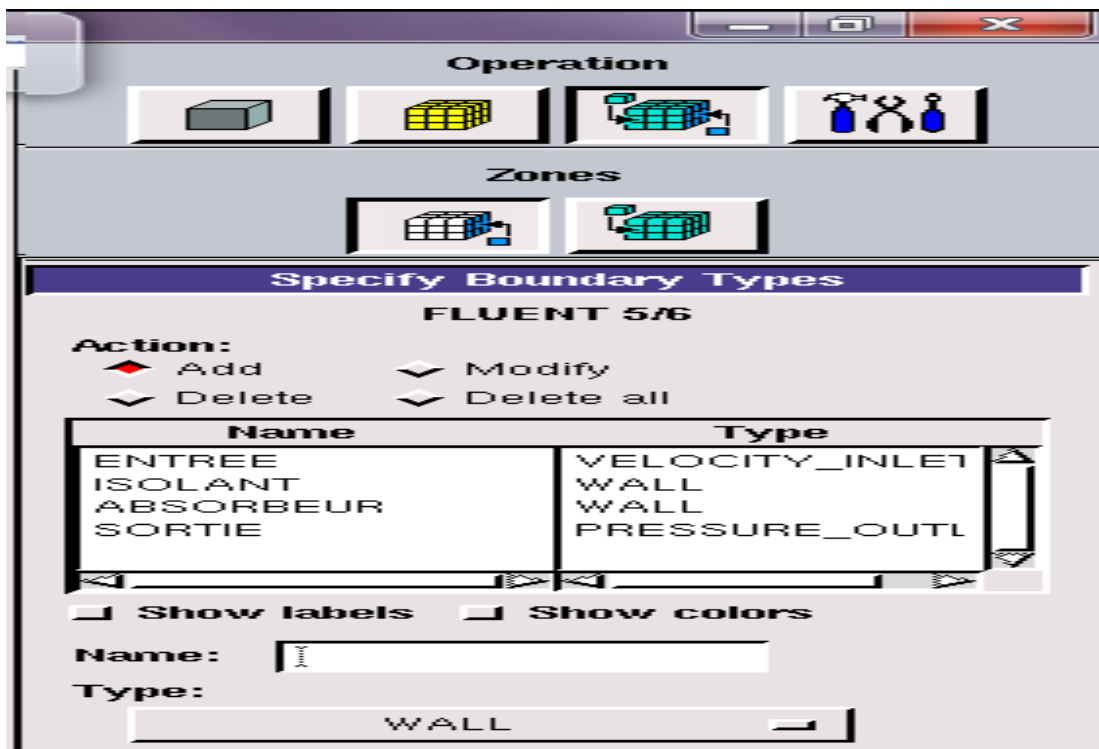 Operation
Zones
Specify Boundary Types
FLUENT 5/6
Action:
Add Modify
Delete Delete all
Name Type
ENTREE VELOCITY_INLET
ISOLANT WALL
ABSORBEUR WALL
SORTIE PRESSURE_OUTL
Show labels Show colors
Name:
Type:
WALL